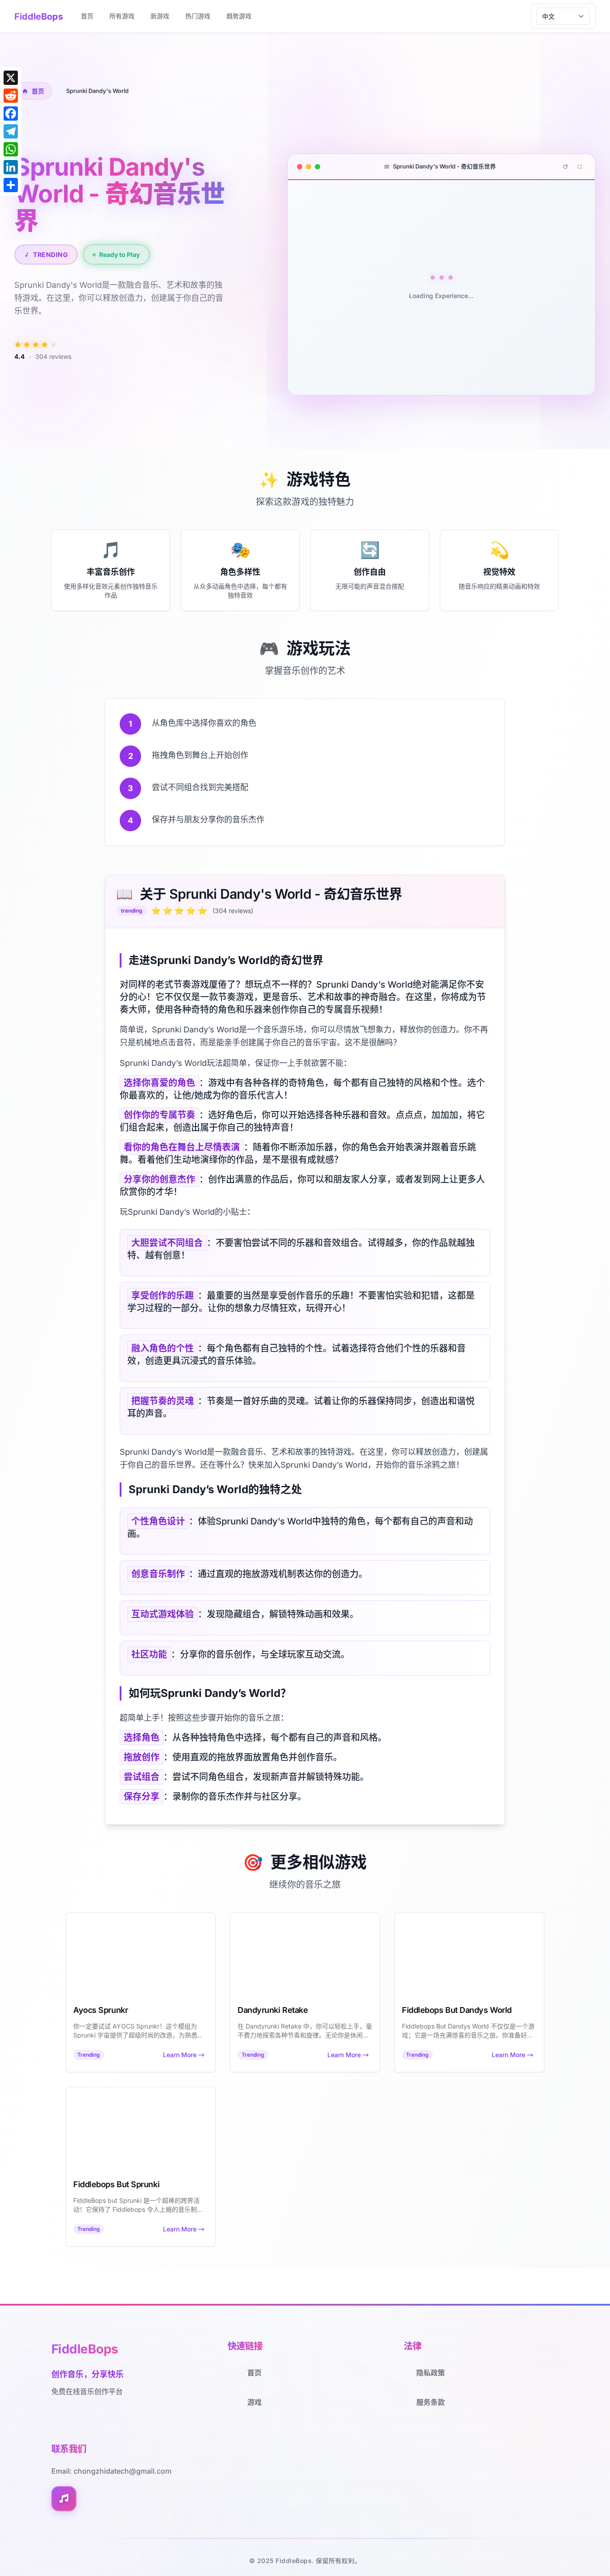 FiddleBops
首页
所有游戏
新游戏
热门游戏
趋势游戏
中文
首页
Sprunki Dandy's World
Sprunki Dandy's
World - 奇幻音乐世
界
TRENDING
Ready to Play
Sprunki Dandy's World是一款融合音乐、艺术和故事的独
特游戏。在这里，你可以释放创造力，创建属于你自己的音
乐世界。
4.4 • 304 reviews
Sprunki Dandy's World - 奇幻音乐世界
Loading Experience...
✨ 游戏特色
探索这款游戏的独特魅力
丰富音乐创作
使用多样化音效元素创作独特音乐
作品
角色多样性
从众多动画角色中选择，每个都有
独特音效
创作自由
无限可能的声音混合搭配
视觉特效
随音乐响应的精美动画和特效
🎮 游戏玩法
掌握音乐创作的艺术
1 从角色库中选择你喜欢的角色
2 拖拽角色到舞台上开始创作
3 尝试不同组合找到完美搭配
4 保存并与朋友分享你的音乐杰作
📖 关于 Sprunki Dandy's World - 奇幻音乐世界
trending ⭐⭐⭐⭐⭐ (304 reviews)
走进Sprunki Dandy’s World的奇幻世界
对同样的老式节奏游戏厌倦了？想玩点不一样的？Sprunki Dandy’s World绝对能满足你不安
分的心！它不仅仅是一款节奏游戏，更是音乐、艺术和故事的神奇融合。在这里，你将成为节
奏大师，使用各种奇特的角色和乐器来创作你自己的专属音乐视频！
简单说，Sprunki Dandy’s World是一个音乐游乐场，你可以尽情放飞想象力，释放你的创造力。你不再
只是机械地点击音符，而是能亲手创建属于你自己的音乐宇宙。这不是很酷吗？
Sprunki Dandy’s World玩法超简单，保证你一上手就欲罢不能：
选择你喜爱的角色：游戏中有各种各样的奇特角色，每个都有自己独特的风格和个性。选个
你最喜欢的，让他/她成为你的音乐代言人！
创作你的专属节奏：选好角色后，你可以开始选择各种乐器和音效。点点点，加加加，将它
们组合起来，创造出属于你自己的独特声音！
看你的角色在舞台上尽情表演：随着你不断添加乐器，你的角色会开始表演并跟着音乐跳
舞。看着他们生动地演绎你的作品，是不是很有成就感？
分享你的创意杰作：创作出满意的作品后，你可以和朋友家人分享，或者发到网上让更多人
欣赏你的才华！
玩Sprunki Dandy’s World的小贴士：
大胆尝试不同组合：不要害怕尝试不同的乐器和音效组合。试得越多，你的作品就越独
特、越有创意！
享受创作的乐趣：最重要的当然是享受创作音乐的乐趣！不要害怕实验和犯错，这都是
学习过程的一部分。让你的想象力尽情狂欢，玩得开心！
融入角色的个性：每个角色都有自己独特的个性。试着选择符合他们个性的乐器和音
效，创造更具沉浸式的音乐体验。
把握节奏的灵魂：节奏是一首好乐曲的灵魂。试着让你的乐器保持同步，创造出和谐悦
耳的声音。
Sprunki Dandy’s World是一款融合音乐、艺术和故事的独特游戏。在这里，你可以释放创造力，创建属
于你自己的音乐世界。还在等什么？快来加入Sprunki Dandy’s World，开始你的音乐涂鸦之旅！
Sprunki Dandy’s World的独特之处
个性角色设计：体验Sprunki Dandy’s World中独特的角色，每个都有自己的声音和动
画。
创意音乐制作：通过直观的拖放游戏机制表达你的创造力。
互动式游戏体验：发现隐藏组合，解锁特殊动画和效果。
社区功能：分享你的音乐创作，与全球玩家互动交流。
如何玩Sprunki Dandy’s World？
超简单上手！按照这些步骤开始你的音乐之旅：
选择角色：从各种独特角色中选择，每个都有自己的声音和风格。
拖放创作：使用直观的拖放界面放置角色并创作音乐。
尝试组合：尝试不同角色组合，发现新声音并解锁特殊功能。
保存分享：录制你的音乐杰作并与社区分享。
🎯 更多相似游戏
继续你的音乐之旅
Ayocs Sprunkr
你一定要试试 AYOCS Sprunkr！这个模组为
Sprunki 宇宙提供了超级时尚的改造，为熟悉...
Trending
Learn More →
Dandyrunki Retake
在 Dandyrunki Retake 中，你可以轻松上手，毫
不费力地探索各种节奏和旋律。无论你是休闲...
Trending
Learn More →
Fiddlebops But Dandys World
Fiddlebops But Dandys World 不仅仅是一个游
戏；它是一场充满惊喜的音乐之旅。你准备好...
Trending
Learn More →
Fiddlebops But Sprunki
FiddleBops but Sprunki 是一个超棒的跨界活
动！它保持了 Fiddlebops 令人上瘾的音乐制...
Trending
Learn More →
FiddleBops
创作音乐，分享快乐
免费在线音乐创作平台
快速链接
首页
游戏
法律
隐私政策
服务条款
联系我们
Email: chongzhidatech@gmail.com
© 2025 FiddleBops. 保留所有权利。